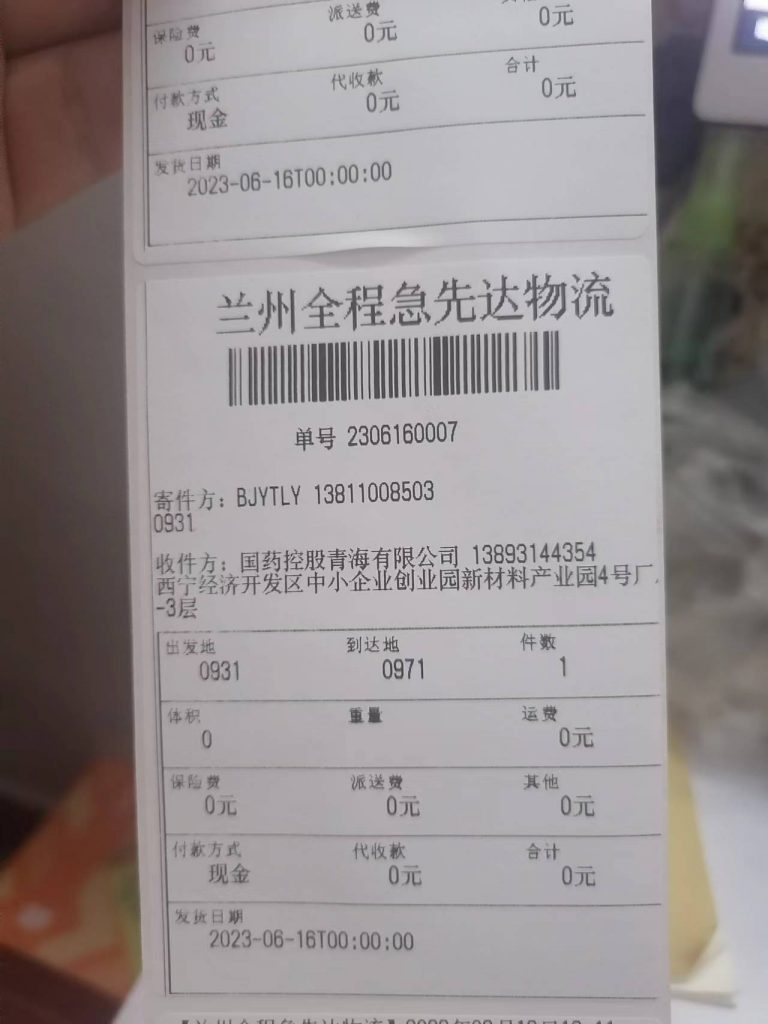 保险费 派送费
0元 0元 0元
付款方式 代收款 合计
现金 0元 0元
发货日期
2023-06-16T00:00:00
兰州全程急先达物流
单号 2306160007
寄件方: BJYTLY 13811008503
0931
收件方: 国药控股青海有限公司 13893144354
西宁经济开发区中小企业创业园新材料产业园4号厂
-3层
出发地 到达地 件数
0931 0971 1
体积 重量 运费
0 0元
保险费 派送费 其他
0元 0元 0元
付款方式 代收款 合计
现金 0元 0元
发货日期
2023-06-16T00:00:00